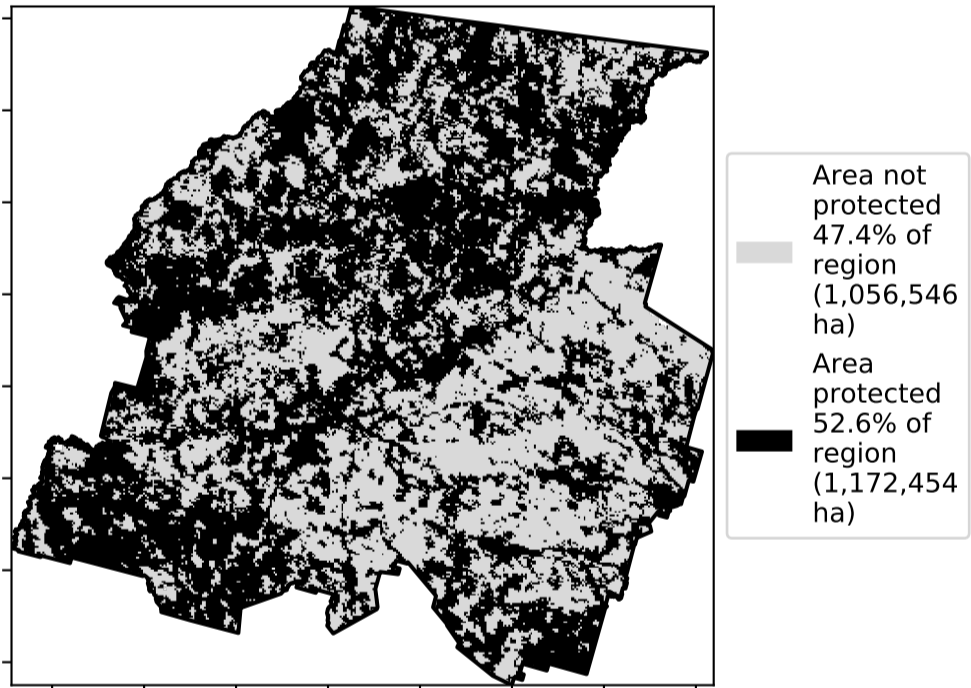 Area not
protected
47.4% of
region
(1,056,546
ha)
Area
protected
52.6% of
region
(1,172,454
ha)